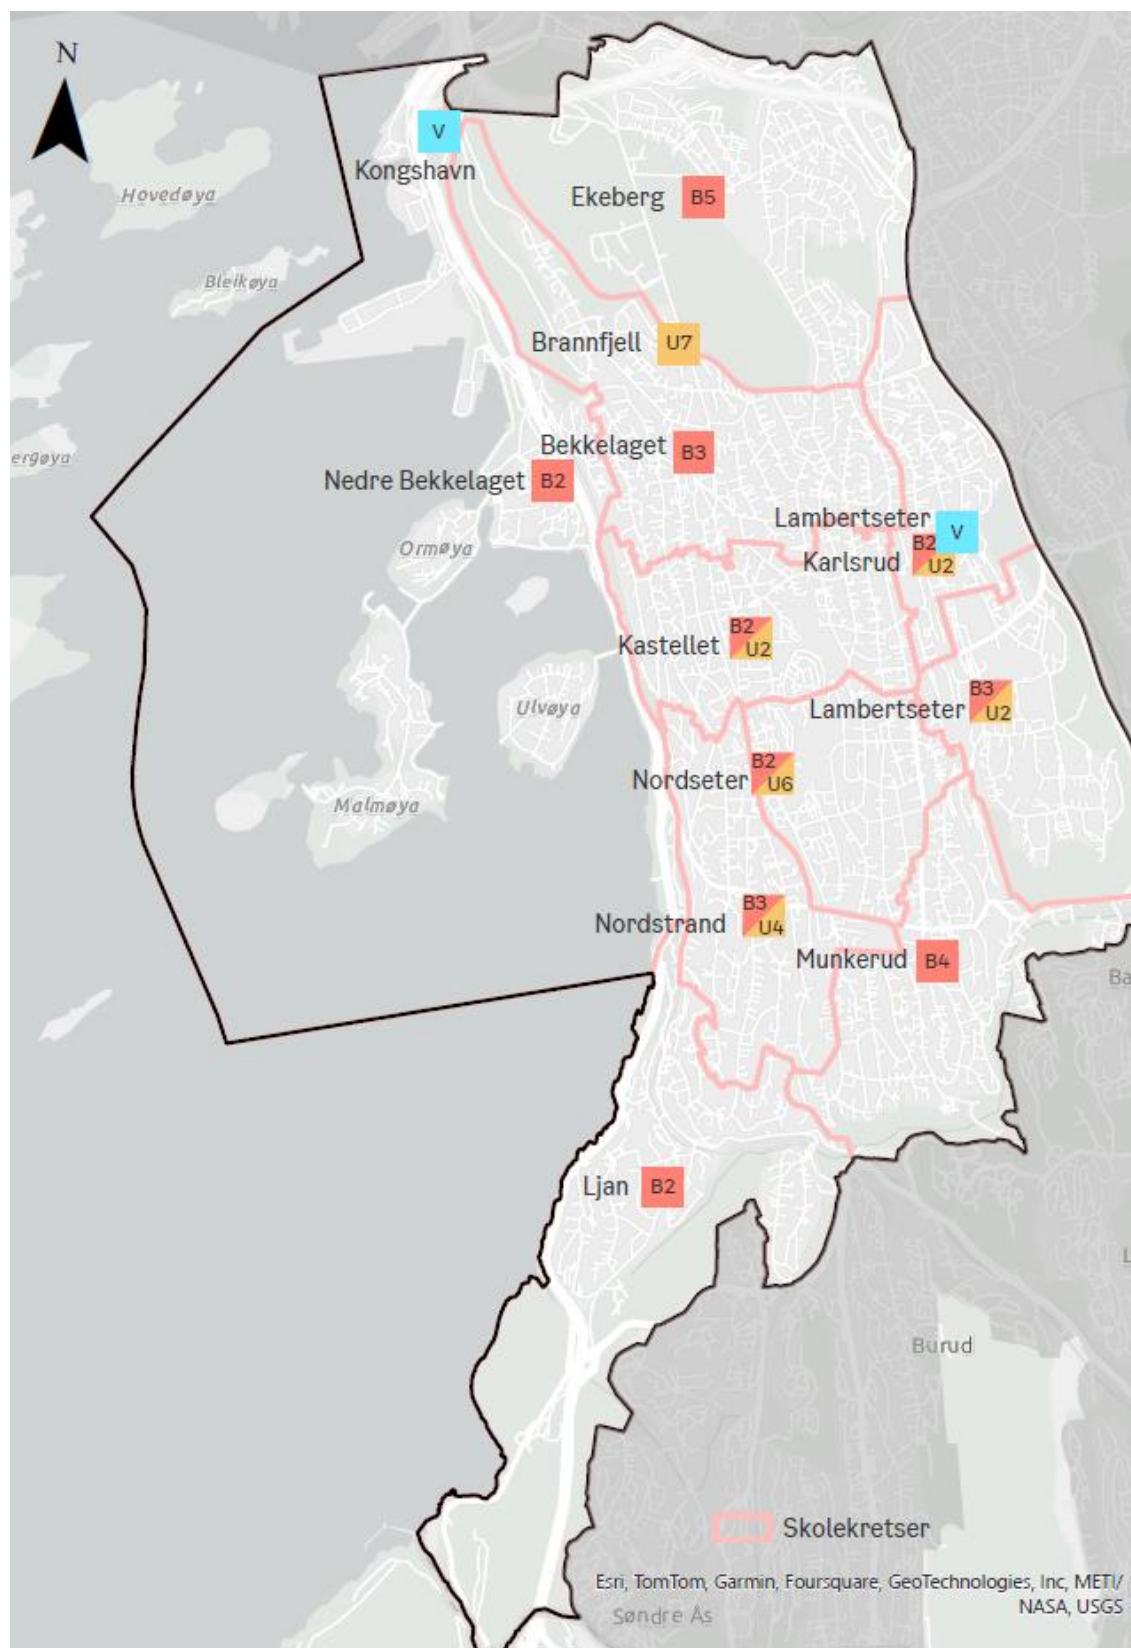 N
V
Kongshavn
Hovedøya
Ekeberg
B5
Bleikøya
Brannfjell
U7
Bekkelaget
B3
ergøya
Nedre Bekkelaget
B2
Lambertseter
V
Ormøya
Karlsrud
B2
U2
Kastellet
B2
U2
Ulvøya
Lambertseter
B3
U2
Nordseter
B2
U6
Malmøya
Nordstrand
B3
U4
Munkerud
B4
Ba
Ljan
B2
L
Burud
Skolekretser
Esri, TomTom, Garmin, Foursquare, GeoTechnologies, Inc, METI/
NASA, USGS
Søndre Ås